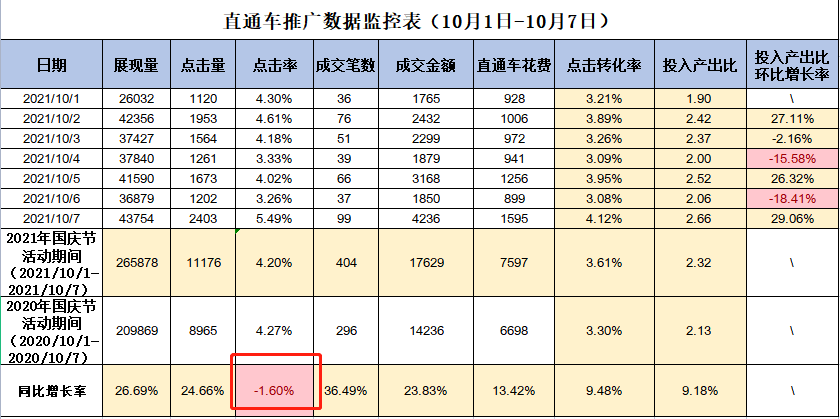 直通车推广数据监控表（10月1日-10月7日）
日期 展现量 点击量 点击率 成交笔数 成交金额 直通车花费 点击转化率 投入产出比 投入产出比
环比增长率
2021/10/1 26032 1120 4.30% 36 1765 928 3.21% 1.90 \
2021/10/2 42356 1953 4.61% 76 2432 1006 3.89% 2.42 27.11%
2021/10/3 37427 1564 4.18% 51 2299 972 3.26% 2.37 -2.16%
2021/10/4 37840 1261 3.33% 39 1879 941 3.09% 2.00 -15.58%
2021/10/5 41590 1673 4.02% 66 3168 1256 3.95% 2.52 26.32%
2021/10/6 36879 1202 3.26% 37 1850 899 3.08% 2.06 -18.41%
2021/10/7 43754 2403 5.49% 99 4236 1595 4.12% 2.66 29.06%
2021年国庆节
活动期间
（2021/10/1-
2021/10/7） 265878 11176 4.20% 404 17629 7597 3.61% 2.32 \
2020年国庆节
活动期间
（2020/10/1-
2020/10/7） 209869 8965 4.27% 296 14236 6698 3.30% 2.13 \
同比增长率 26.69% 24.66% -1.60% 36.49% 23.83% 13.42% 9.48% 9.18% \